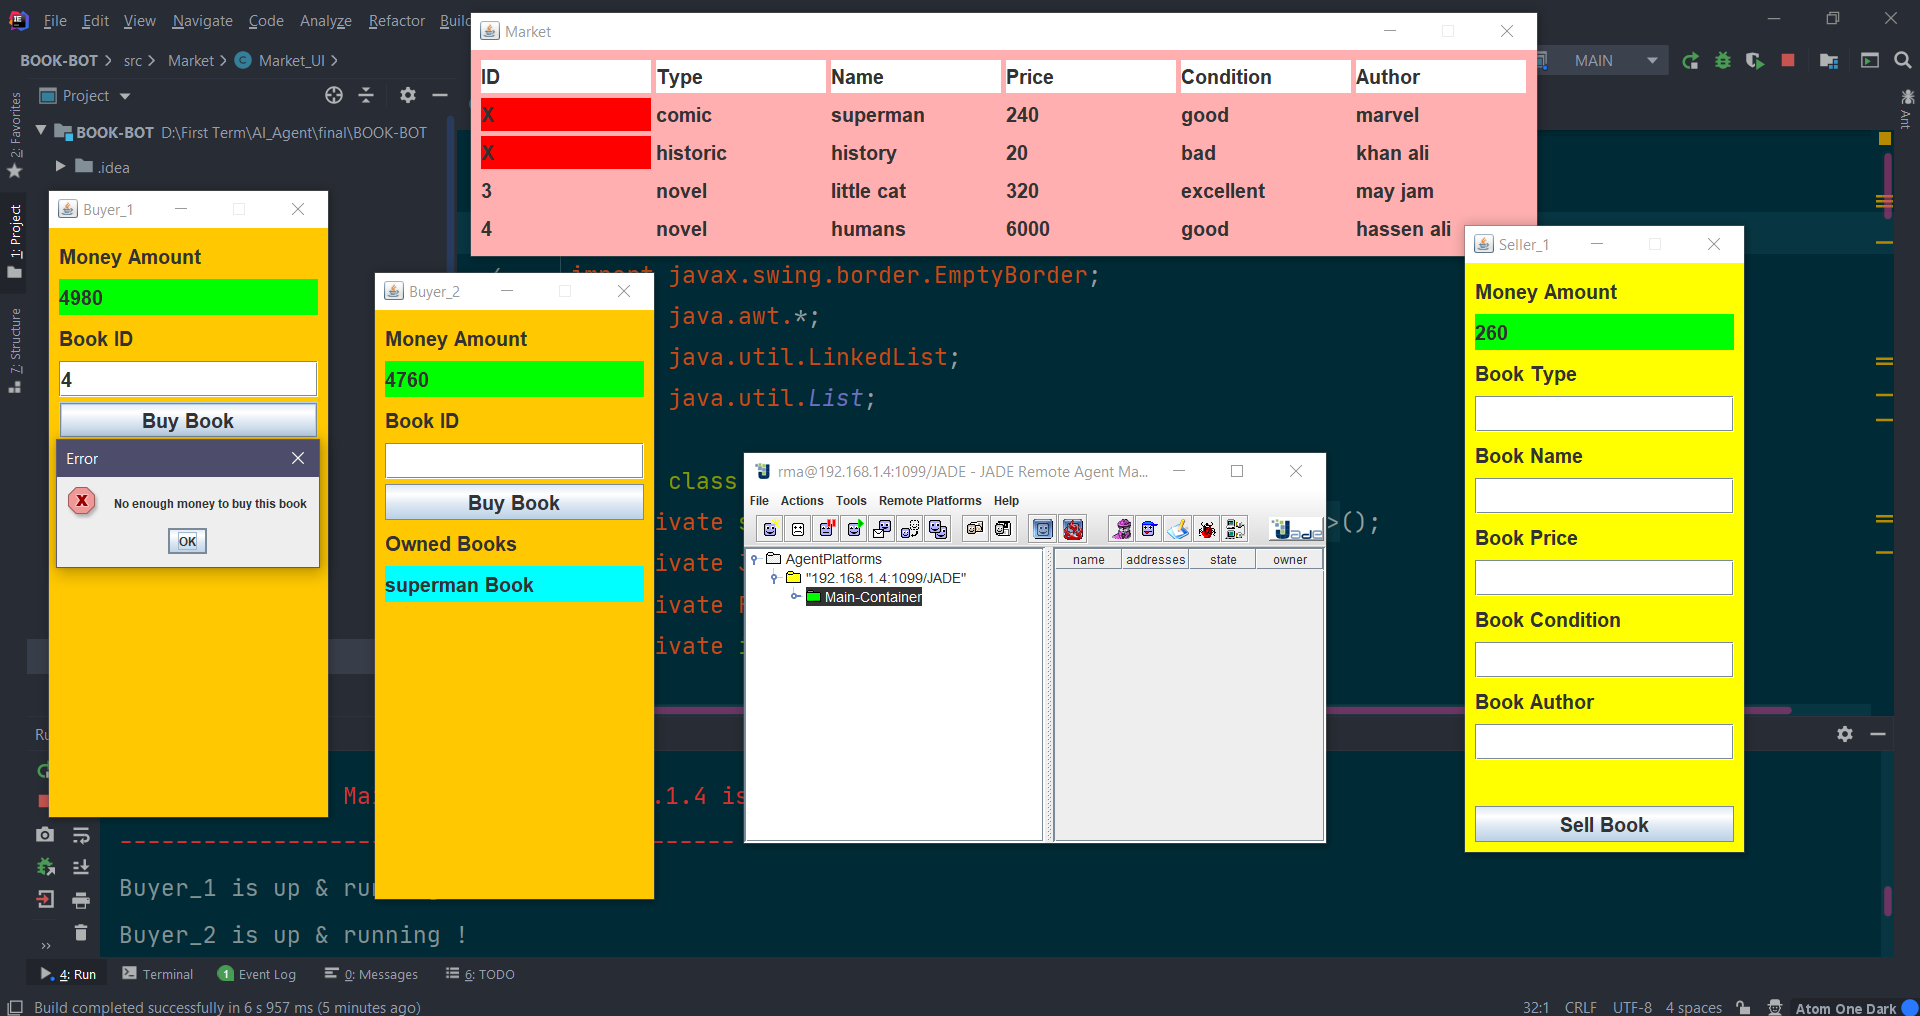 File Edit View Navigate Code Analyze Refactor
BOOK-BOT src Market Market_UI
MAIN
Project
BOOK-BOT D:\First Term\AI_Agent\final\BOOK-BOT
.idea
2: Favorites
1: Project
7: Structure
Ant
Market
ID Type Name Price Condition Author
X comic superman 240 good marvel
X historic history 20 bad khan ali
3 novel little cat 320 excellent may jam
4 novel humans 6000 good hassen ali
Buyer_1
Money Amount
4980
Book ID
4
Buy Book
Error
No enough money to buy this book
OK
Buyer_2
Money Amount
4760
Book ID
Buy Book
Owned Books
superman Book
import javax.swing.border.EmptyBorder;
java.awt.*;
java.util.LinkedList;
java.util.List;
class
>();
rma@192.168.1.4:1099/JADE - JADE Remote Agent Ma...
File Actions Tools Remote Platforms Help
Jade
AgentPlatforms
"192.168.1.4:1099/JADE"
Main-Container
name addresses state owner
Seller_1
Money Amount
260
Book Type
Book Name
Book Price
Book Condition
Book Author
Sell Book
.1.4 is
Buyer_1 is up &
Buyer_2 is up & running !
4: Run Terminal 1 Event Log 0: Messages 6: TODO
Build completed successfully in 6 s 957 ms (5 minutes ago)
32:1 CRLF UTF-8 4 spaces Atom One Dark